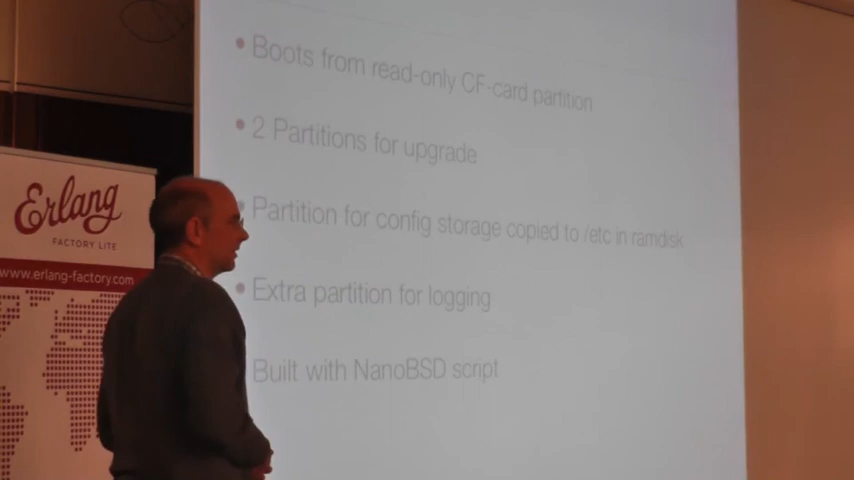 • Boots from read-only CF-card partition
• 2 Partitions for upgrade
• Partition for config storage copied to /etc in ramdisk
• Extra partition for logging
Built with NanoBSD script
Erlang
FACTORY LITE
www.erlang-factory.com